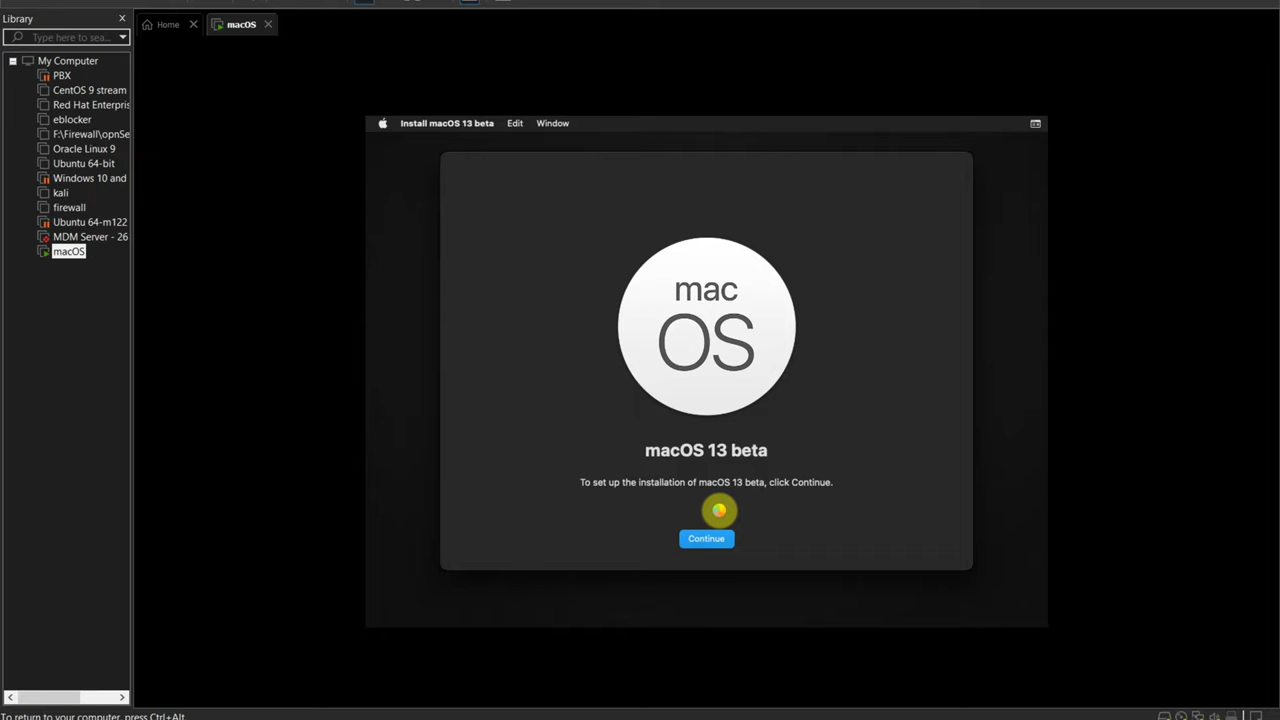 Library
Type here to sea...
My Computer
PBX
CentOS 9 stream
Red Hat Enterpris
eblocker
F:\Firewall\opnSe
Oracle Linux 9
Ubuntu 64-bit
Windows 10 and
kali
firewall
Ubuntu 64-m122
MDM Server - 26
macOS
Home
macOS
Install macOS 13 beta Edit Window
mac
OS
macOS 13 beta
To set up the installation of macOS 13 beta, click Continue.
Continue
To return to your computer, press Ctrl+Alt.